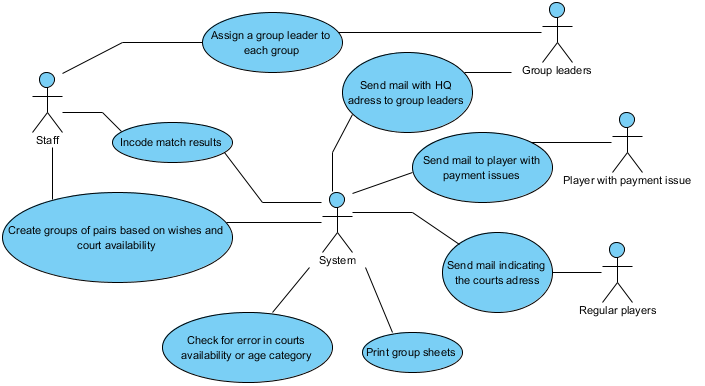 Assign a group leader to
each group
Group leaders
Send mail with HQ
adress to group leaders
Staff
Incode match results
Send mail to player with
payment issues
Player with payment issue
Create groups of pairs based on wishes and
court availability
System
Send mail indicating
the courts adress
Regular players
Check for error in courts
availability or age category
Print group sheets